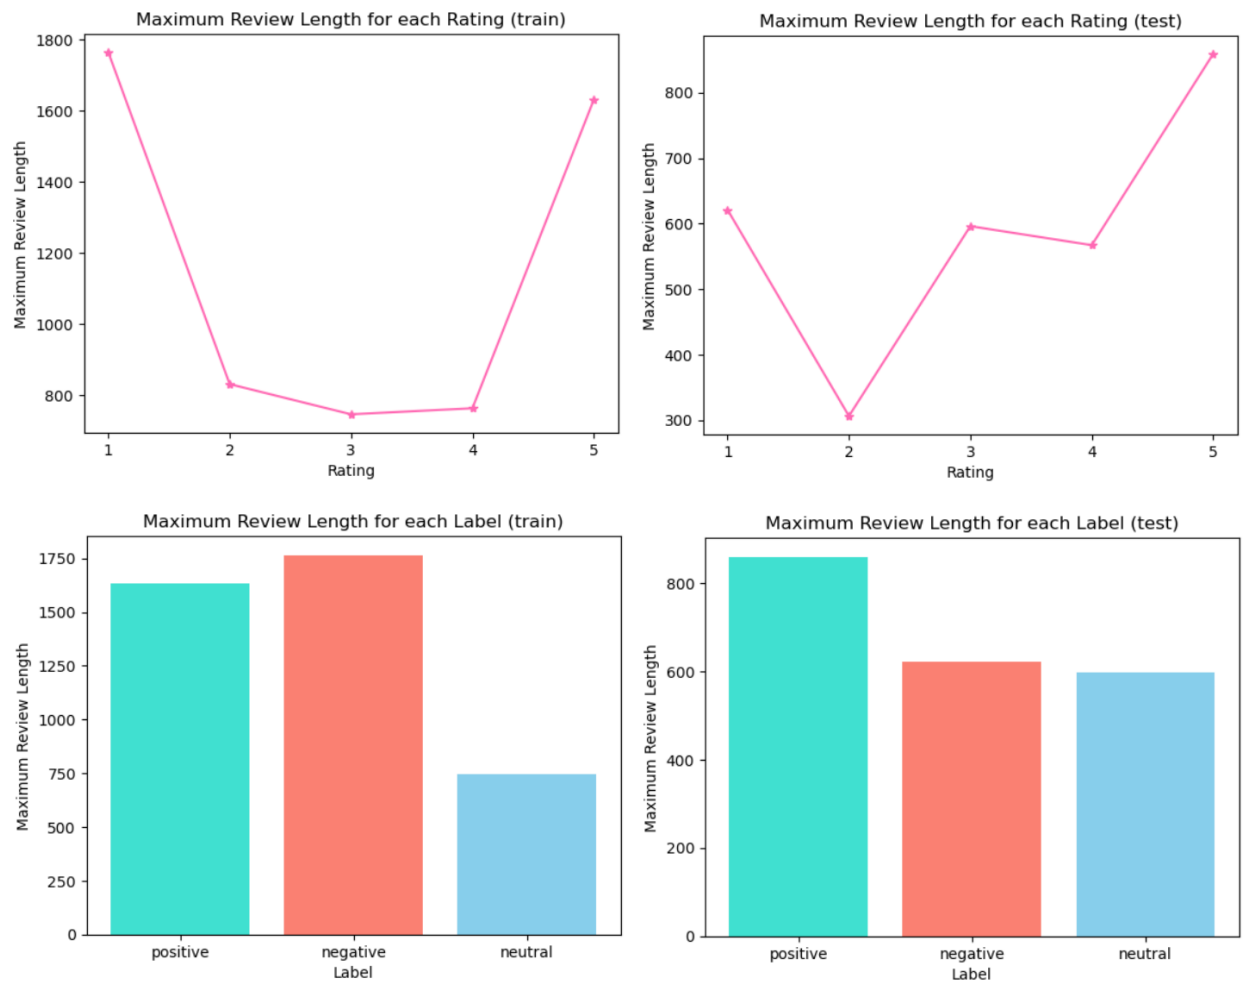 Maximum Review Length for each Rating (train)
Maximum Review Length
1800
1600
1400
1200
1000
800
1 2 3 4 5
Rating
Maximum Review Length for each Rating (test)
Maximum Review Length
800
700
600
500
400
300
1 2 3 4 5
Rating
Maximum Review Length for each Label (train)
Maximum Review Length
1750
1500
1250
1000
750
500
250
0
positive negative neutral
Label
Maximum Review Length for each Label (test)
Maximum Review Length
800
600
400
200
0
positive negative neutral
Label